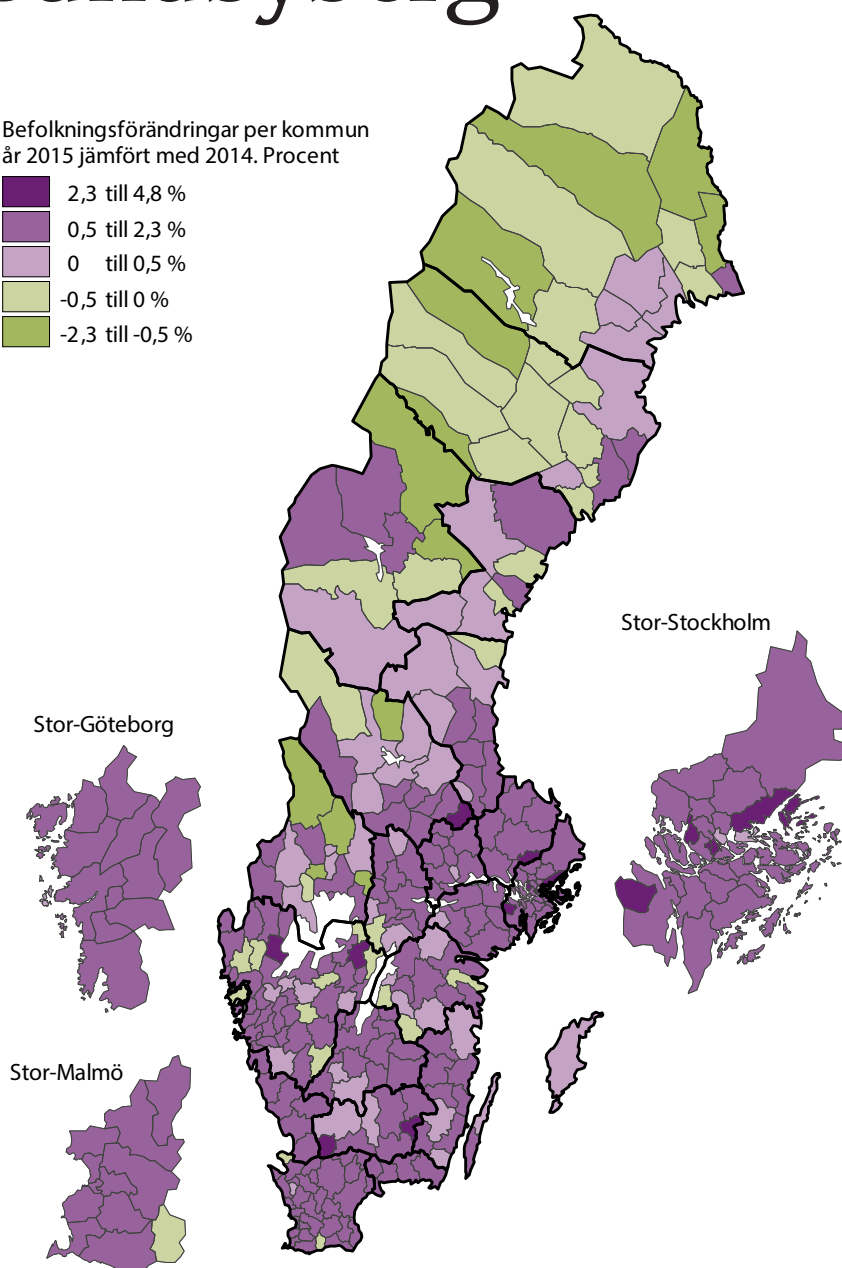 Befolkningsförändringar per kommun
år 2015 jämfört med 2014. Procent
2,3 till 4,8 %
0,5 till 2,3 %
0 till 0,5 %
-0,5 till 0 %
-2,3 till -0,5 %
Stor-Stockholm
Stor-Göteborg
Stor-Malmö